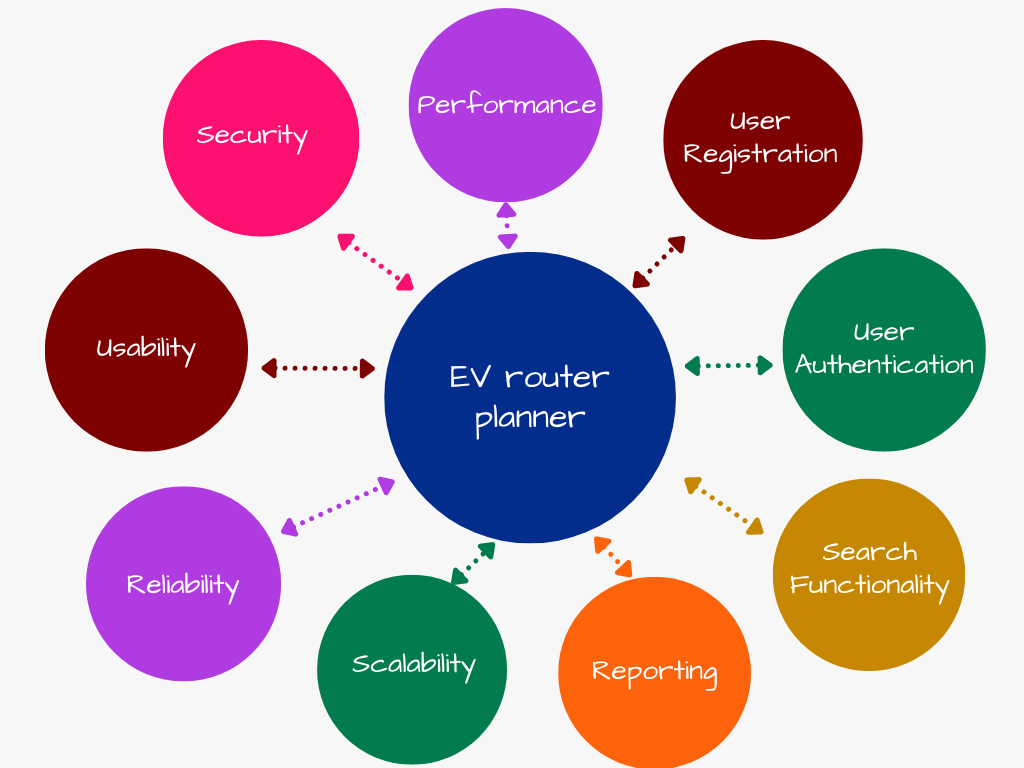 Performance
Security
User
Registration
Usability
EV router
planner
User
Authentication
Reliability
Search
Functionality
Scalability
Reporting